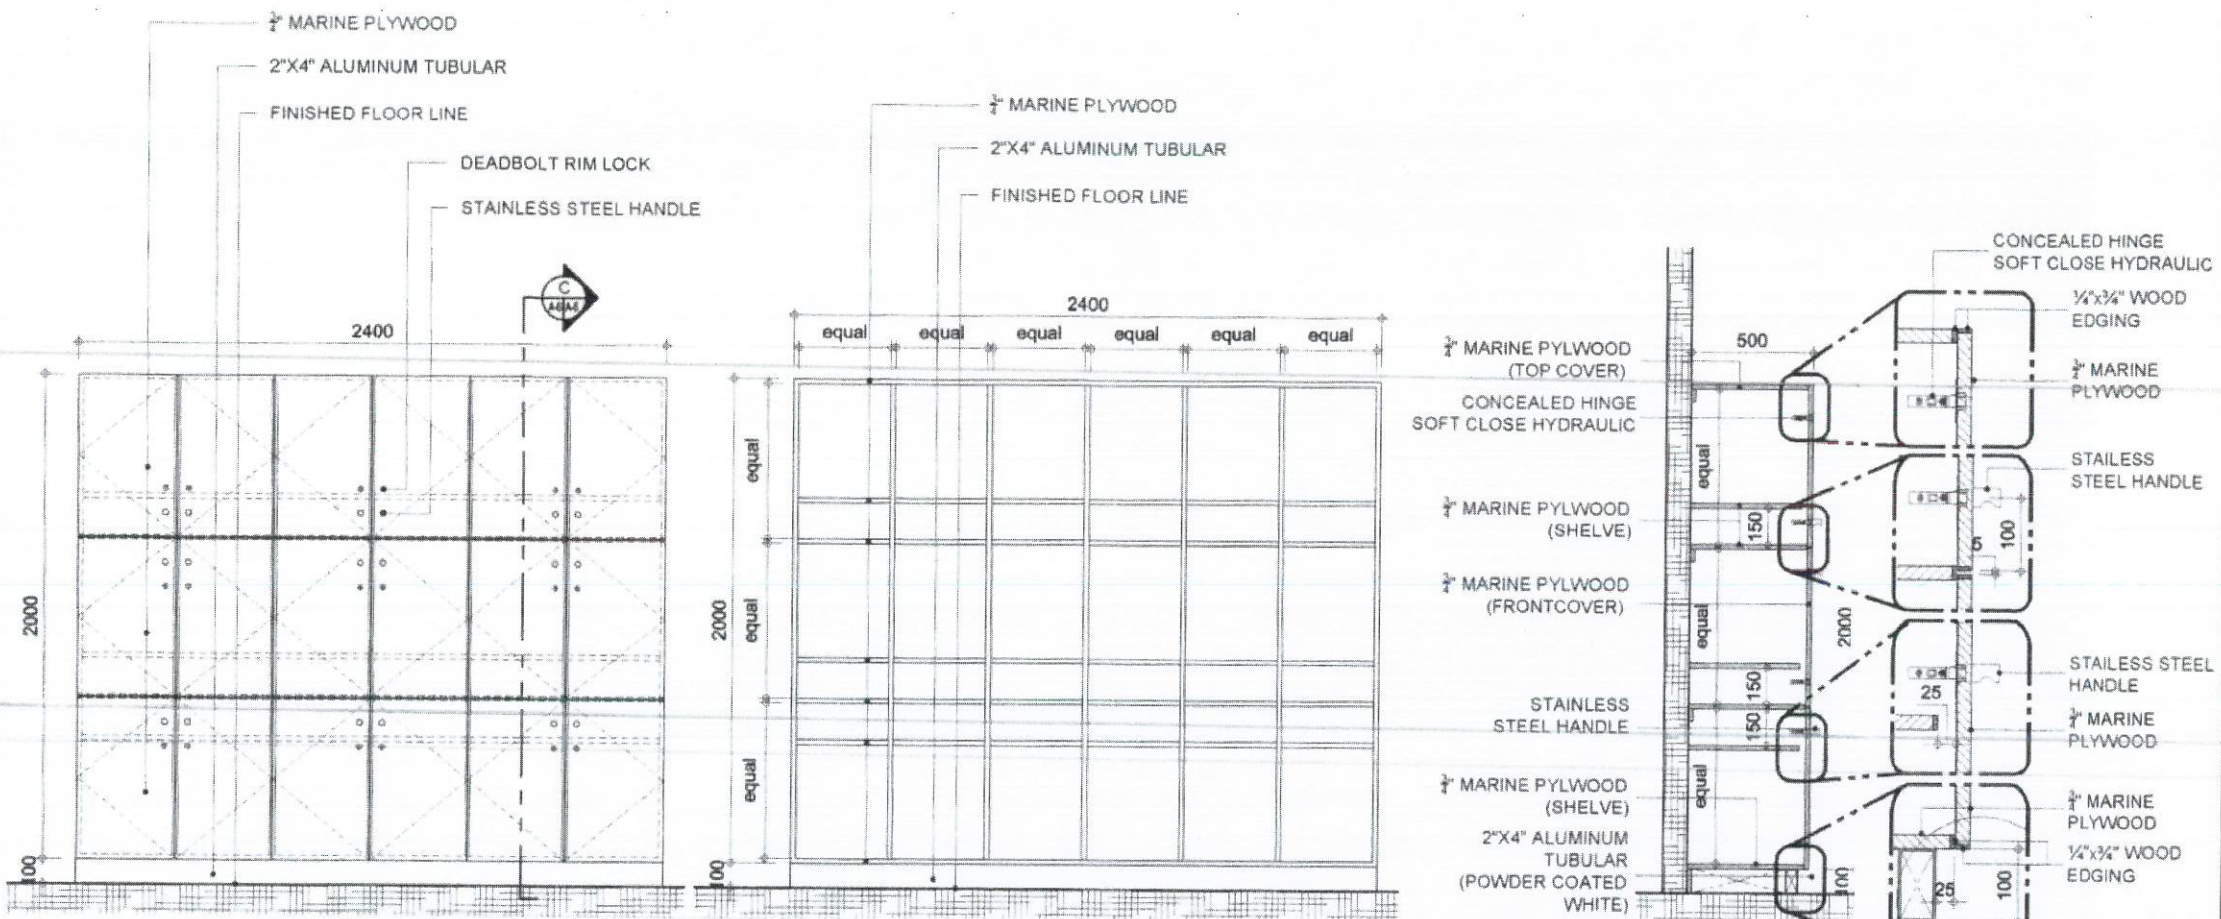 ¾" MARINE PLYWOOD
2"X4" ALUMINUM TUBULAR
FINISHED FLOOR LINE
DEADBOLT RIM LOCK
STAINLESS STEEL HANDLE
C
2400
2000
100
¾" MARINE PLYWOOD
2"X4" ALUMINUM TUBULAR
FINISHED FLOOR LINE
2400
equal equal equal equal equal equal
equal
equal
equal
2000
100
¾" MARINE PYLWOOD
(TOP COVER)
CONCEALED HINGE
SOFT CLOSE HYDRAULIC
¾" MARINE PYLWOOD
(SHELVE)
¾" MARINE PYLWOOD
(FRONTCOVER)
STAINLESS
STEEL HANDLE
¾" MARINE PYLWOOD
(SHELVE)
2"X4" ALUMINUM
TUBULAR
(POWDER COATED
WHITE)
500
equal
150
equal
2000
150
150
equal
100
CONCEALED HINGE
SOFT CLOSE HYDRAULIC
¼"x¾" WOOD
EDGING
¾" MARINE
PLYWOOD
STAILESS
STEEL HANDLE
5
100
STAILESS STEEL
HANDLE
25
¾" MARINE
PLYWOOD
¾" MARINE
PLYWOOD
¼"x¾" WOOD
EDGING
25
100